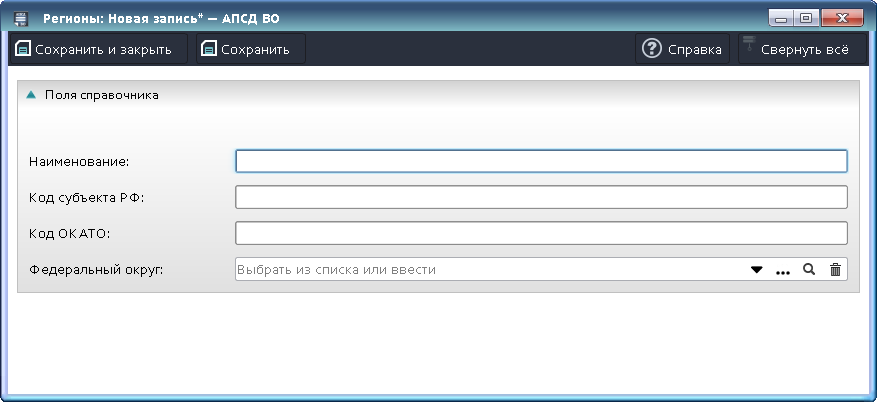 Регионы: Новая запись* — АПСД ВО
Сохранить и закрыть Сохранить Справка Свернуть всё
Поля справочника
Наименование:
Код субъекта РФ:
Код ОКАТО:
Федеральный округ: Выбрать из списка или ввести